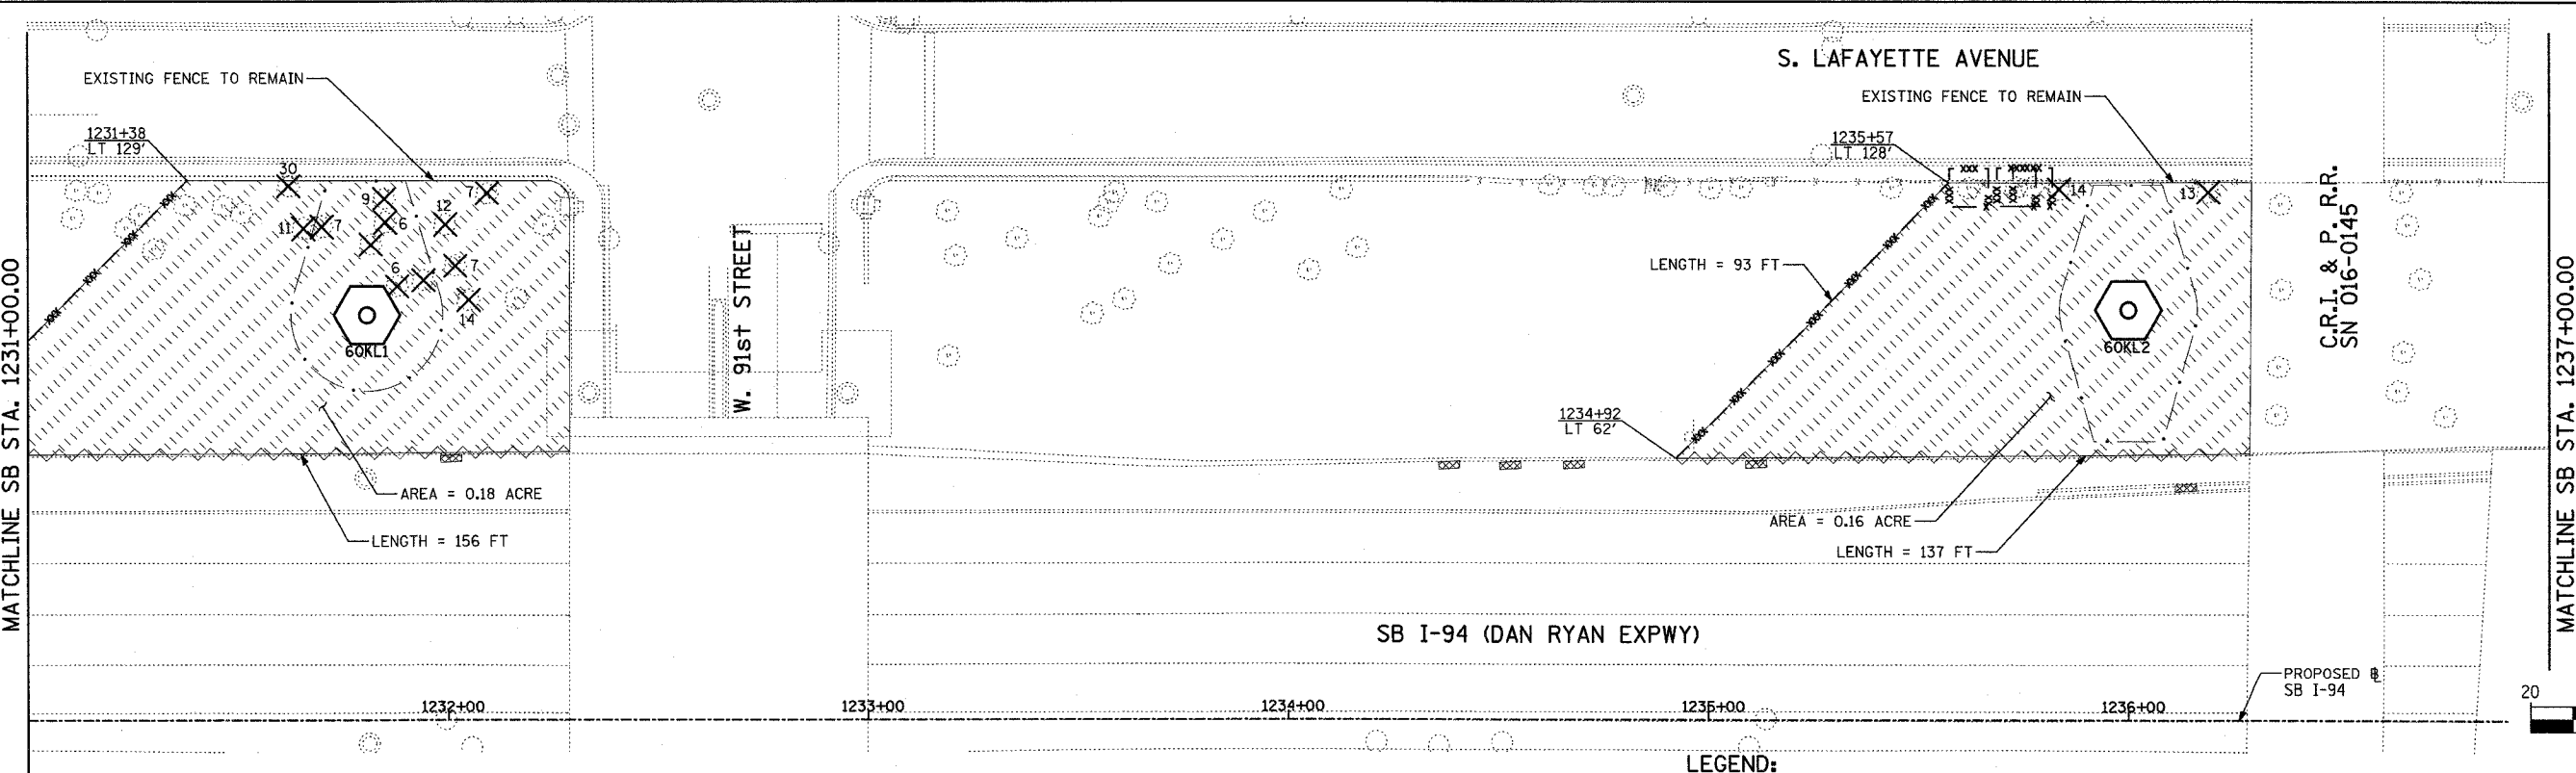 S. LAFAYETTE AVENUE
EXISTING FENCE TO REMAIN
EXISTING FENCE TO REMAIN
1231+38
LT 129'
1235+57
LT 128'
30
9
7
12
11
7
6
7
6
14
14
13
60KL1
60KL2
W. 91st STREET
C.R.I. & P. R.R.
SN 016-0145
LENGTH = 93 FT
1234+92
LT 62'
AREA = 0.18 ACRE
LENGTH = 156 FT
AREA = 0.16 ACRE
LENGTH = 137 FT
MATCHLINE SB STA. 1231+00.00
MATCHLINE SB STA. 1237+00.00
SB I-94 (DAN RYAN EXPWY)
PROPOSED ℄
SB I-94
1232+00
1233+00
1234+00
1235+00
1236+00
20
LEGEND: